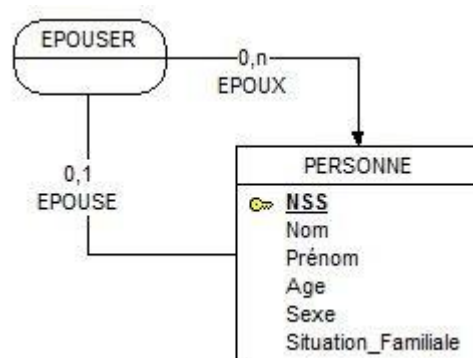 EPOUSER
0,n
EPOUX
0,1
EPOUSE
PERSONNE
NSS
Nom
Prénom
Age
Sexe
Situation_Familiale